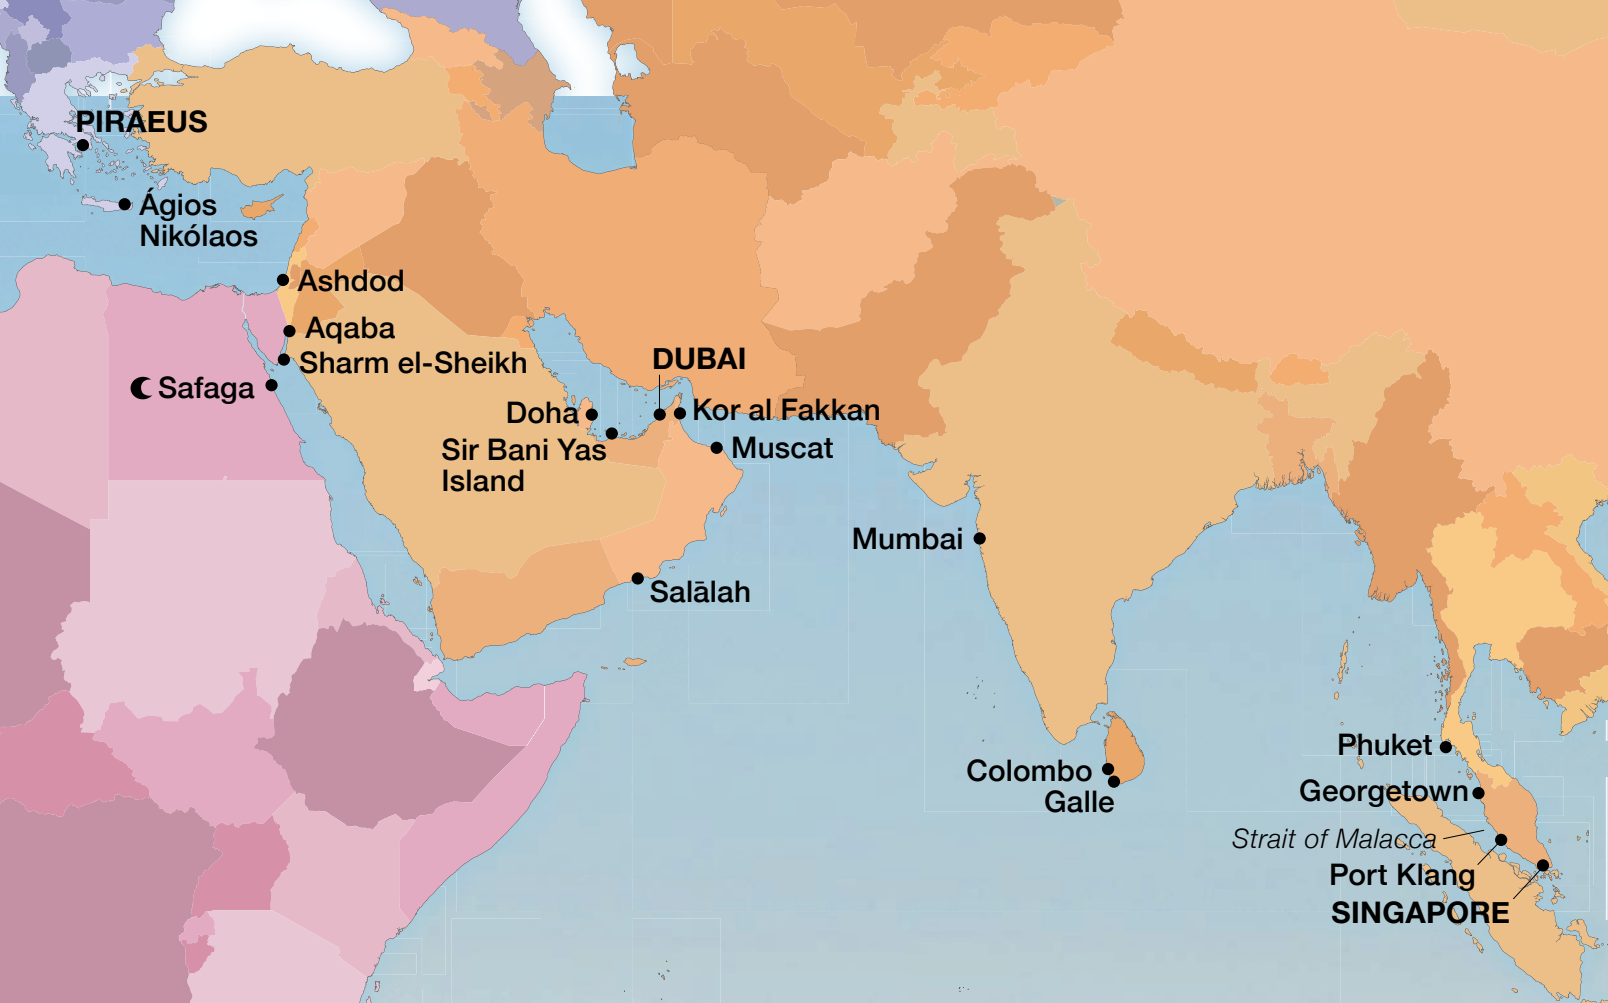 PIRAEUS
Ágios
Nikólaos
Ashdod
Aqaba
Sharm el-Sheikh
Safaga
DUBAI
Doha
Kor al Fakkan
Sir Bani Yas
Island
Muscat
Mumbai
Salālah
Phuket
Colombo
Galle
Georgetown
Strait of Malacca
Port Klang
SINGAPORE